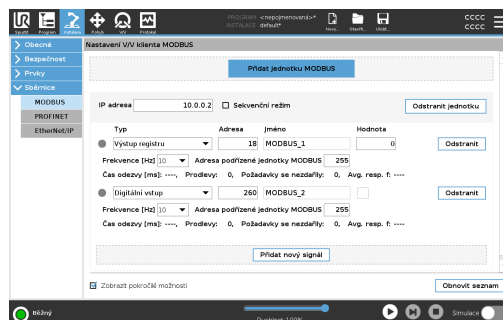 PROGRAM <nepojmenovaná>*
INSTALACE default*
cccc
cccc
Spustit Program Instalace Pohyb V/V Protokol Nový... Otevřít... Uložit...
Obecné
Bezpečnost
Prvky
Sběrnice
MODBUS
PROFINET
EtherNet/IP
Nastavení V/V klienta MODBUS
Přidat jednotku MODBUS
IP adresa 10.0.0.2 Sekvenční režim Odstranit jednotku
Typ Adresa Jméno Hodnota
Výstup registru 18 MODBUS_1 0 Odstranit
Frekvence [Hz] 10 Adresa podřízené jednotky MODBUS 255
Čas odezvy [ms]: ----, Prodlevy: 0, Požadavky se nezdařily: 0, Avg. resp. f: ----
Digitální vstup 260 MODBUS_2 Odstranit
Frekvence [Hz] 10 Adresa podřízené jednotky MODBUS 255
Čas odezvy [ms]: ----, Prodlevy: 0, Požadavky se nezdařily: 0, Avg. resp. f: ----
Přidat nový signál
Zobrazit pokročilé možnosti Obnovit seznam
Běžný
Rychlost 100%
Simulace